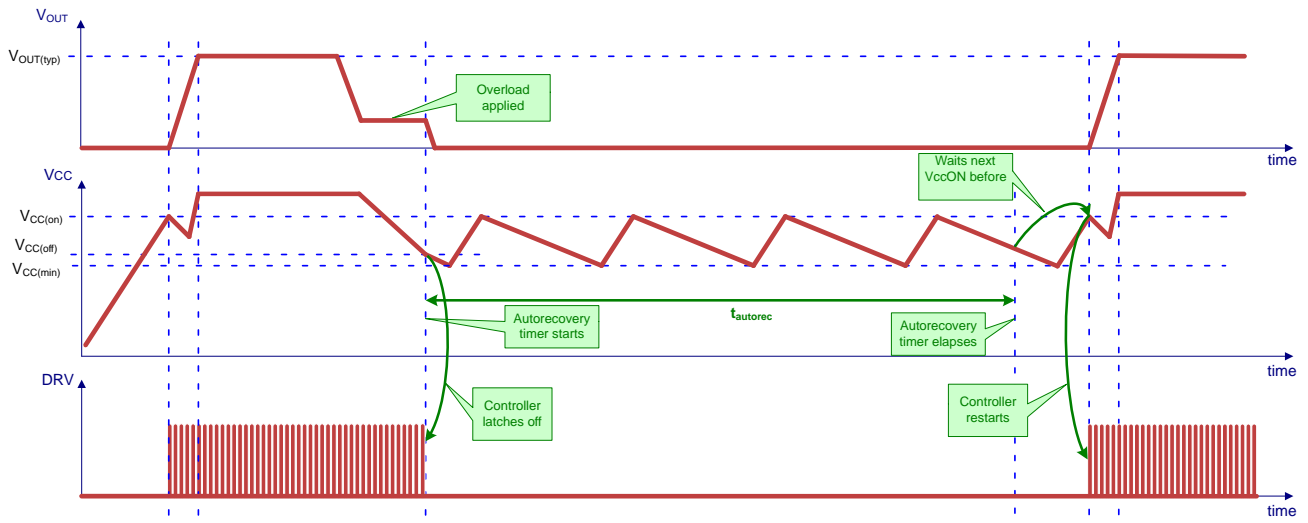 VOUT
VOUT(typ)
Overload
applied
time
VCC
Waits next
VccON before
VCC(on)
VCC(off)
VCC(min)
tautorec
Autorecovery
timer starts
Autorecovery
timer elapses
time
DRV
Controller
latches off
Controller
restarts
time